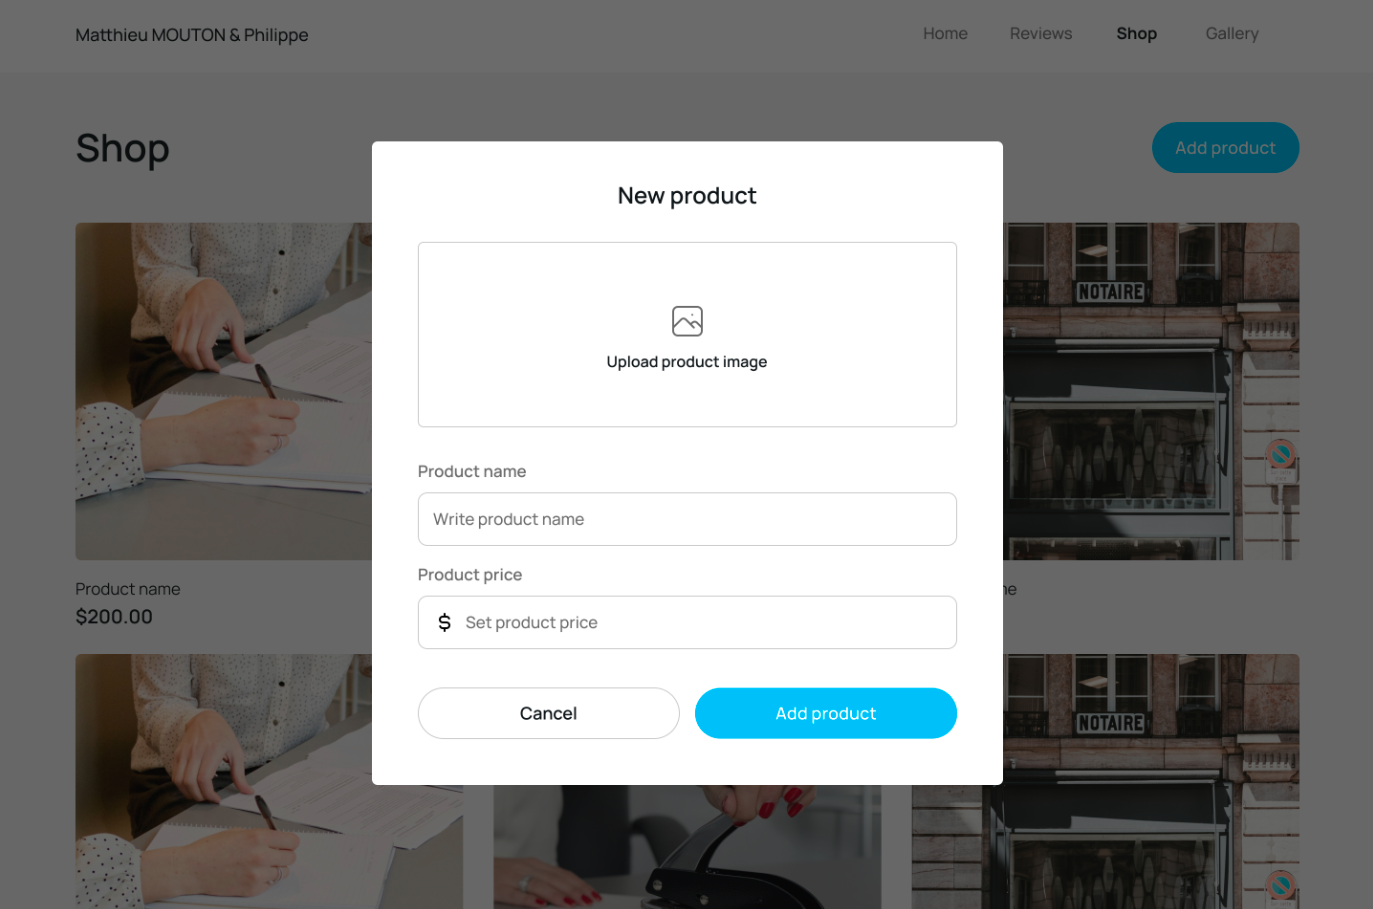 Matthieu MOUTON & Philippe
Home Reviews Shop Gallery
Shop
Add product
New product
Upload product image
Product name
Write product name
Product price
$ Set product price
Cancel
Add product
NOTAIRE
Product name
$200.00
NOTAIRE